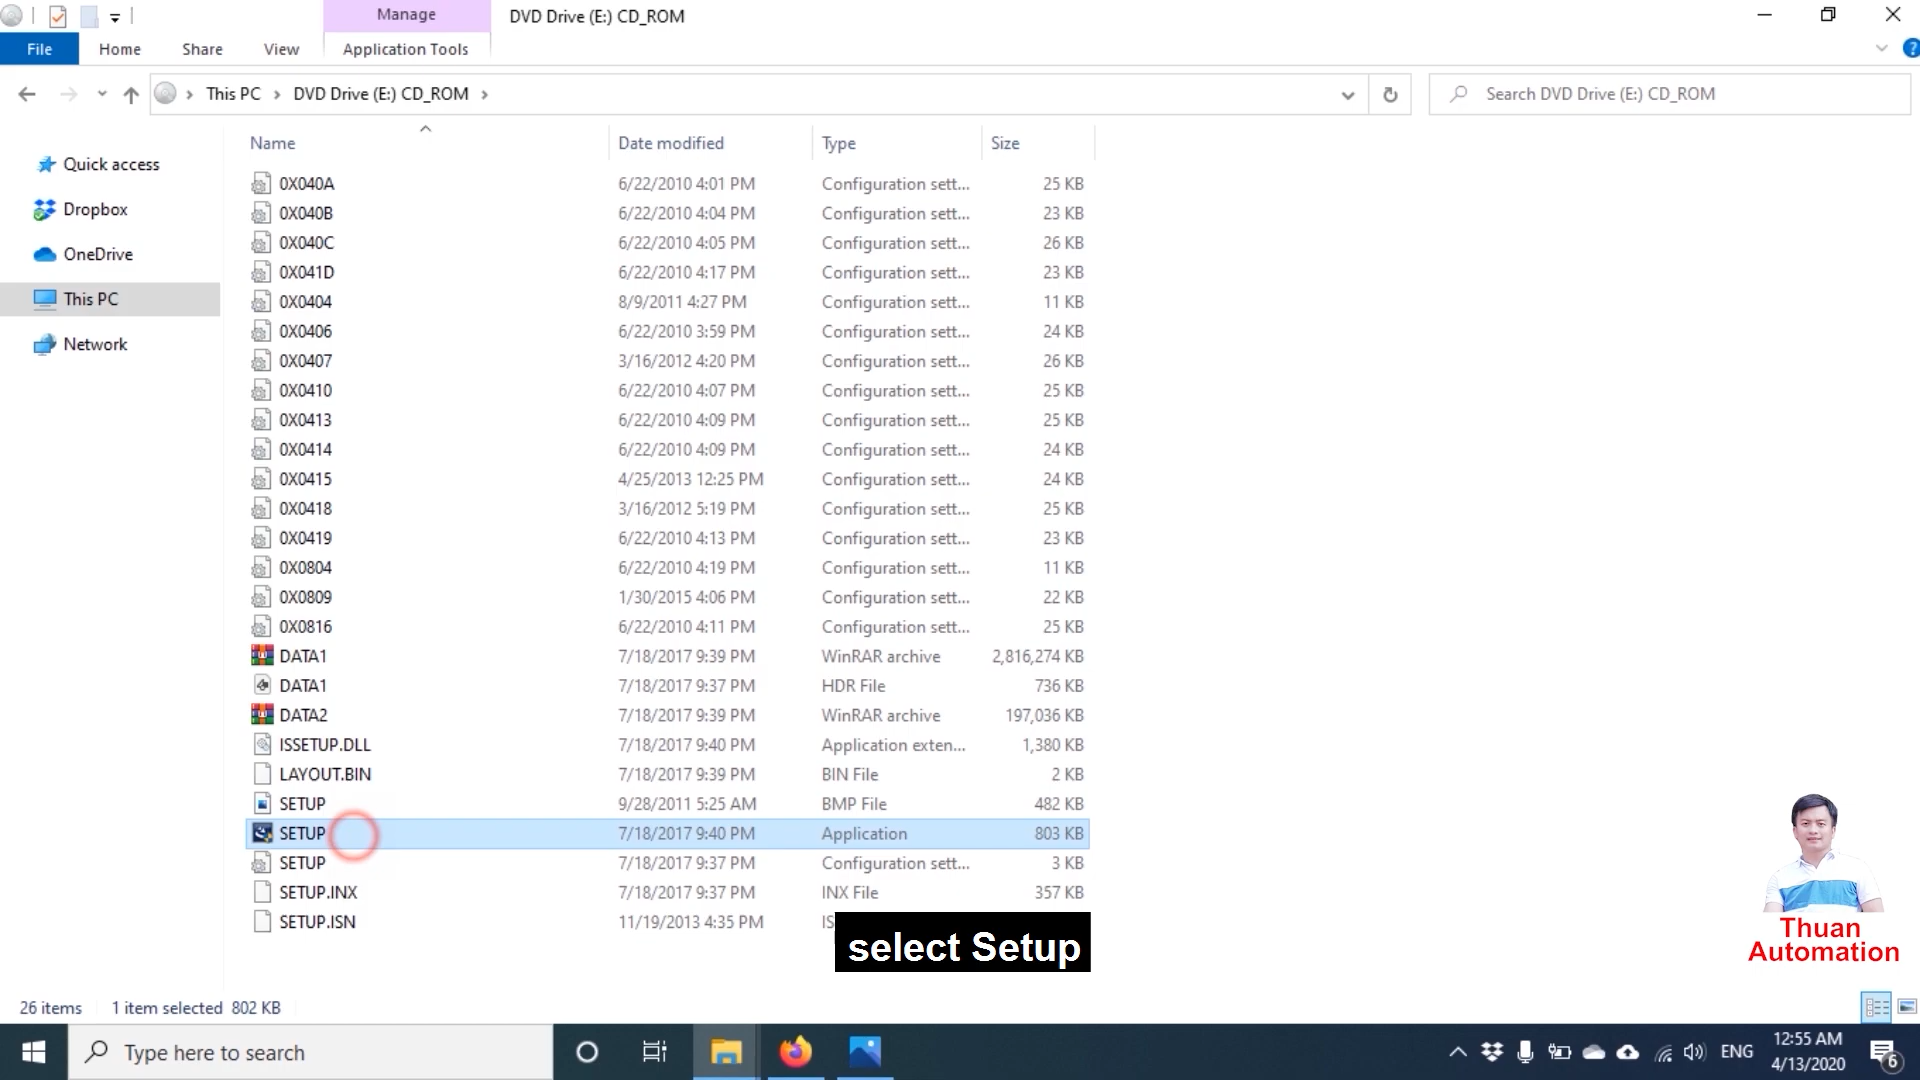 Manage
DVD Drive (E:) CD_ROM
File Home Share View Application Tools
This PC DVD Drive (E:) CD_ROM
Search DVD Drive (E:) CD_ROM
Quick access
Dropbox
OneDrive
This PC
Network
Name Date modified Type Size
0X040A 6/22/2010 4:01 PM Configuration sett... 25 KB
0X040B 6/22/2010 4:04 PM Configuration sett... 23 KB
0X040C 6/22/2010 4:05 PM Configuration sett... 26 KB
0X041D 6/22/2010 4:17 PM Configuration sett... 23 KB
0X0404 8/9/2011 4:27 PM Configuration sett... 11 KB
0X0406 6/22/2010 3:59 PM Configuration sett... 24 KB
0X0407 3/16/2012 4:20 PM Configuration sett... 26 KB
0X0410 6/22/2010 4:07 PM Configuration sett... 25 KB
0X0413 6/22/2010 4:09 PM Configuration sett... 25 KB
0X0414 6/22/2010 4:09 PM Configuration sett... 24 KB
0X0415 4/25/2013 12:25 PM Configuration sett... 24 KB
0X0418 3/16/2012 5:19 PM Configuration sett... 25 KB
0X0419 6/22/2010 4:13 PM Configuration sett... 23 KB
0X0804 6/22/2010 4:19 PM Configuration sett... 11 KB
0X0809 1/30/2015 4:06 PM Configuration sett... 22 KB
0X0816 6/22/2010 4:11 PM Configuration sett... 25 KB
DATA1 7/18/2017 9:39 PM WinRAR archive 2,816,274 KB
DATA1 7/18/2017 9:37 PM HDR File 736 KB
DATA2 7/18/2017 9:39 PM WinRAR archive 197,036 KB
ISSETUP.DLL 7/18/2017 9:40 PM Application exten... 1,380 KB
LAYOUT.BIN 7/18/2017 9:39 PM BIN File 2 KB
SETUP 9/28/2011 5:25 AM BMP File 482 KB
SETUP 7/18/2017 9:40 PM Application 803 KB
SETUP 7/18/2017 9:37 PM Configuration sett... 3 KB
SETUP.INX 7/18/2017 9:37 PM INX File 357 KB
SETUP.ISN 11/19/2013 4:35 PM IS
select Setup
Thuan
Automation
26 items 1 item selected 802 KB
Type here to search
ENG
12:55 AM
4/13/2020
6